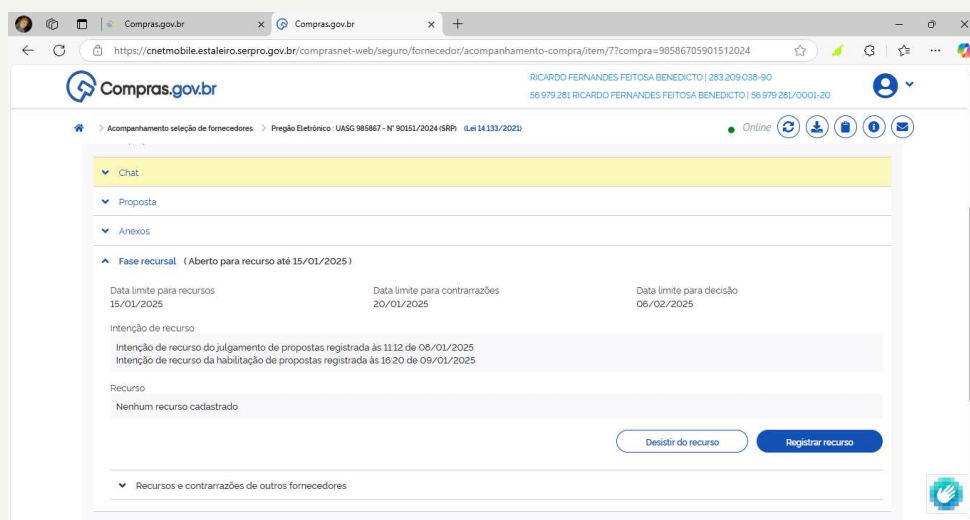 Compras.gov.br
Compras.gov.br
https://cnetmobile.estaleiro.serpro.gov.br/comprasnet-web/seguro/fornecedor/acompanhamento-compra/item/7?compra=98586705901512024
Compras.gov.br
RICARDO FERNANDES FEITOSA BENEDICTO | 283.209.038-90
56.979.281 RICARDO FERNANDES FEITOSA BENEDICTO | 56.979.281/0001-20
Acompanhamento seleção de fornecedores > Pregão Eletrônico : UASG 985867 - N° 90151/2024 (SRP) (Lei 14.133/2021)
Online
Chat
Proposta
Anexos
Fase recursal (Aberto para recurso até 15/01/2025)
Data limite para recursos Data limite para contrarrazões Data limite para decisão
15/01/2025 20/01/2025 06/02/2025
Intenção de recurso
Intenção de recurso do julgamento de propostas registrada às 11:12 de 08/01/2025
Intenção de recurso da habilitação de propostas registrada às 16:20 de 09/01/2025
Recurso
Nenhum recurso cadastrado
Desistir do recurso Registrar recurso
Recursos e contrarrazões de outros fornecedores